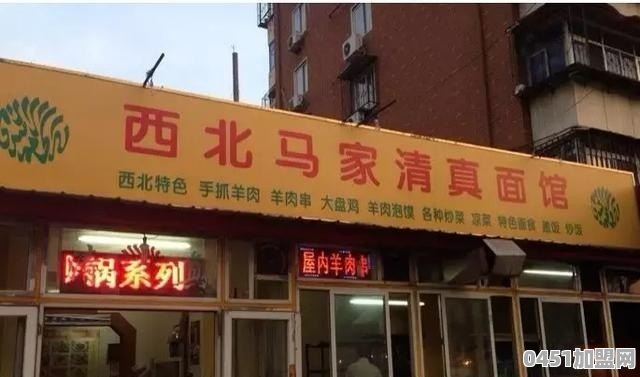 西北马家清真面馆
西北特色 手抓羊肉 羊肉串 大盘鸡 羊肉泡馍 各种炒菜 凉菜 特色面食 盖饭 炒饭
锅系列
屋内羊肉串
0451加盟网